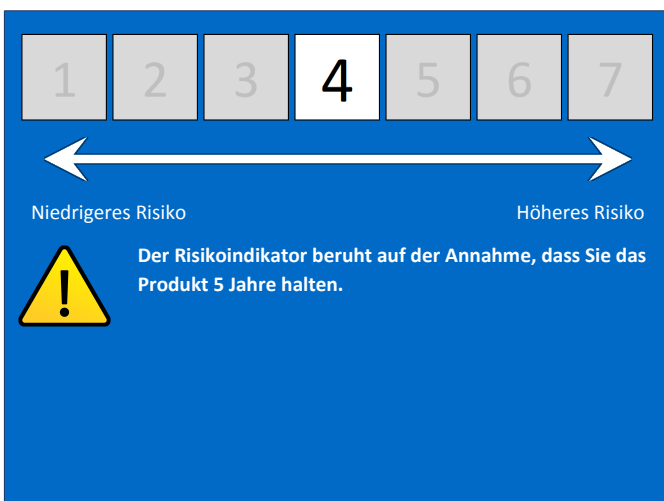 1 2 3 4 5 6 7
Niedrigeres Risiko Höheres Risiko
Der Risikoindikator beruht auf der Annahme, dass Sie das
Produkt 5 Jahre halten.